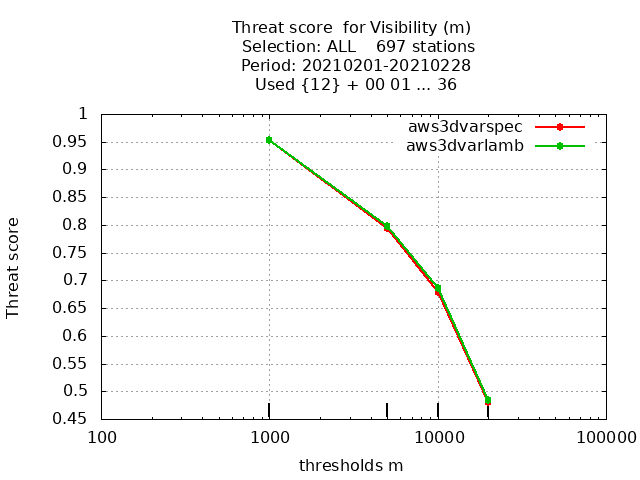 Threat score  for Visibility (m)
Selection: ALL    697 stations
Period: 20210201-20210228
Used {12} + 00 01 ... 36
aws3dvarspec
aws3dvarlamb
Threat score
1
0.95
0.9
0.85
0.8
0.75
0.7
0.65
0.6
0.55
0.5
0.45
100
1000
10000
100000
thresholds m